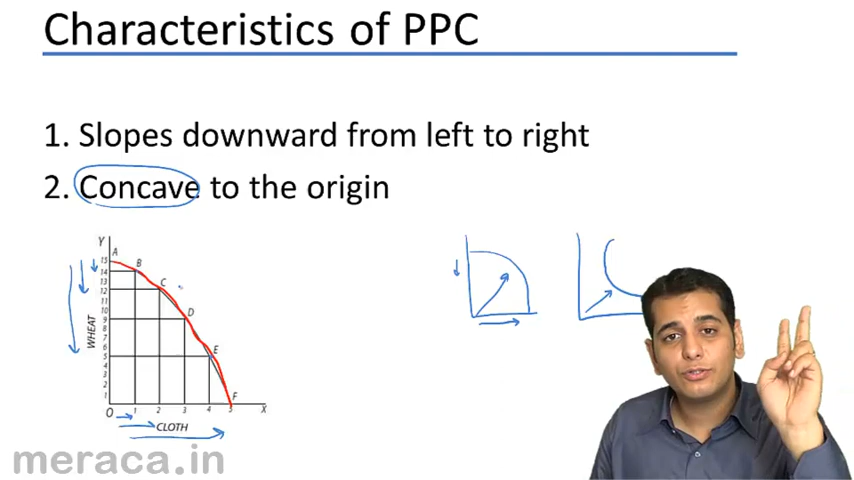 Characteristics of PPC
1. Slopes downward from left to right
2. Concave to the origin
Y
A
15
B
14
13
C
12
11
10
D
9
8
7
6
E
5
4
3
2
1
F
WHEAT
O 1 2 3 4 5 X
CLOTH
meraca.in